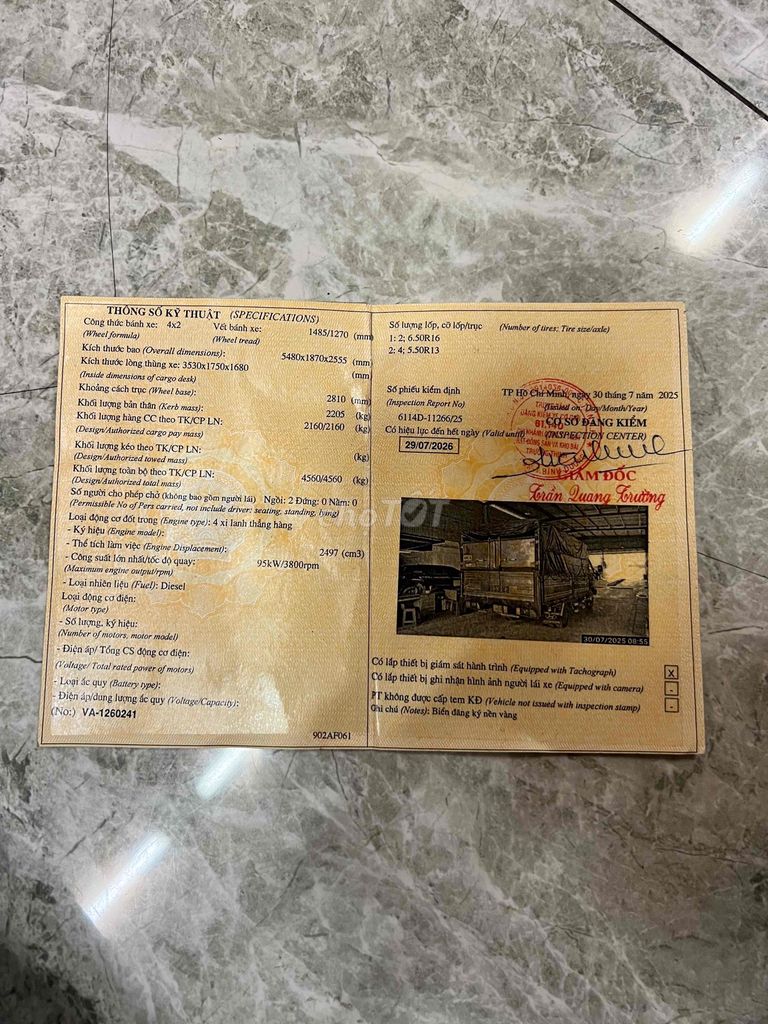 THÔNG SỐ KỸ THUẬT (SPECIFICATIONS)
Công thức bánh xe: 4x2 Vết bánh xe: 1485/1270 (mm)
(Wheel formula) (Wheel tread)
Kích thước bao (Overall dimensions): 5480x1870x2555 (mm)
Kích thước lòng thùng xe: 3530x1750x1680 (mm)
(Inside dimensions of cargo desk)
Khoảng cách trục (Wheel base): 2810 (mm)
Khối lượng bản thân (Kerb mass): 2205 (kg)
Khối lượng hàng CC theo TK/CP LN: 2160/2160 (kg)
(Design/Authorized cargo pay mass)
Khối lượng kéo theo TK/CP LN: (kg)
(Design/Authorized towed mass)
Khối lượng toàn bộ theo TK/CP LN: 4560/4560 (kg)
(Design/Authorized total mass)
Số người cho phép chở (không bao gồm người lái) Ngồi: 2 Đứng: 0 Nằm: 0
(Permissible No of Pers carried, not include driver: seating, standing, lying)
Loại động cơ đốt trong (Engine type): 4 xi lanh thẳng hàng
- Ký hiệu (Engine model):
- Thể tích làm việc (Engine Displacement): 2497 (cm3)
- Công suất lớn nhất/tốc độ quay: 95kW/3800rpm
(Maximum engine output/rpm)
- Loại nhiên liệu (Fuel): Diesel
Loại động cơ điện:
(Motor type)
- Số lượng, ký hiệu:
(Number of motors, motor model)
- Điện áp/ Tổng CS động cơ điện:
(Voltage/ Total rated power of motors)
- Loại ắc quy (Battery type):
- Điện áp/dung lượng ắc quy (Voltage/Capacity):
(No:) VA-1260241
902AF061
Số lượng lốp, cỡ lốp/trục (Number of tires: Tire size/axle)
1: 2; 6.50R16
2: 4; 5.50R13
Số phiếu kiểm định TP Hồ Chí Minh, ngày 30 tháng 7 năm 2025
(Inspection Report No) (Issued on: Day/Month/Year)
6114D-11266/25 CƠ SỞ ĐĂNG KIỂM
Có hiệu lực đến hết ngày (Valid until) (INSPECTION CENTER)
29/07/2026
GIÁM ĐỐC
Trần Quang Trường
CHợ TỐT
30/07/2025 08:55
Có lắp thiết bị giám sát hành trình (Equipped with Tachograph) X
Có lắp thiết bị ghi nhận hình ảnh người lái xe (Equipped with camera) -
PT không được cấp tem KĐ (Vehicle not issued with inspection stamp) -
Ghi chú (Notes): Biển đăng ký nền vàng